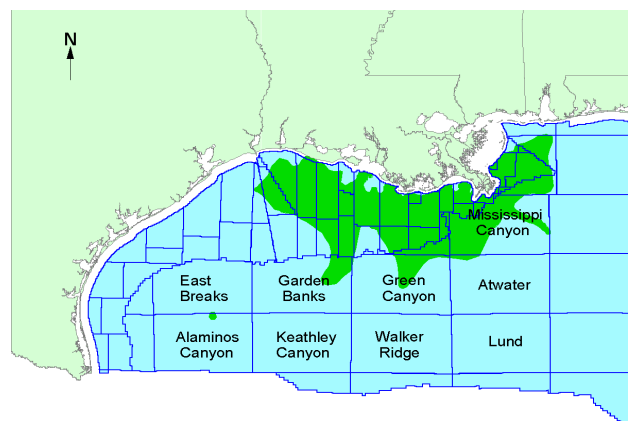 N
Mississippi
Canyon
East
Breaks
Garden
Banks
Green
Canyon
Atwater
Alaminos
Canyon
Keathley
Canyon
Walker
Ridge
Lund